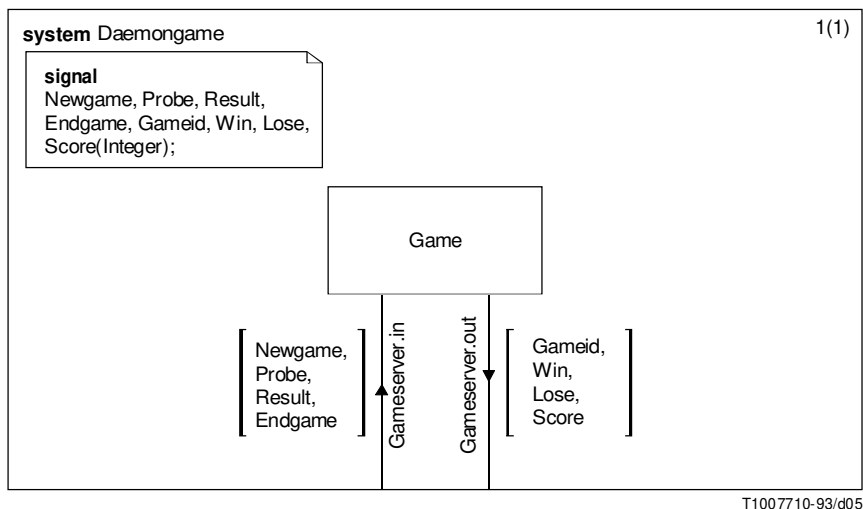 system Daemongame
1(1)
signal
Newgame, Probe, Result,
Endgame, Gameid, Win, Lose,
Score(Integer);
Game
Newgame,
Probe,
Result,
Endgame
Gameserver.in
Gameserver.out
Gameid,
Win,
Lose,
Score
T1007710-93/d05